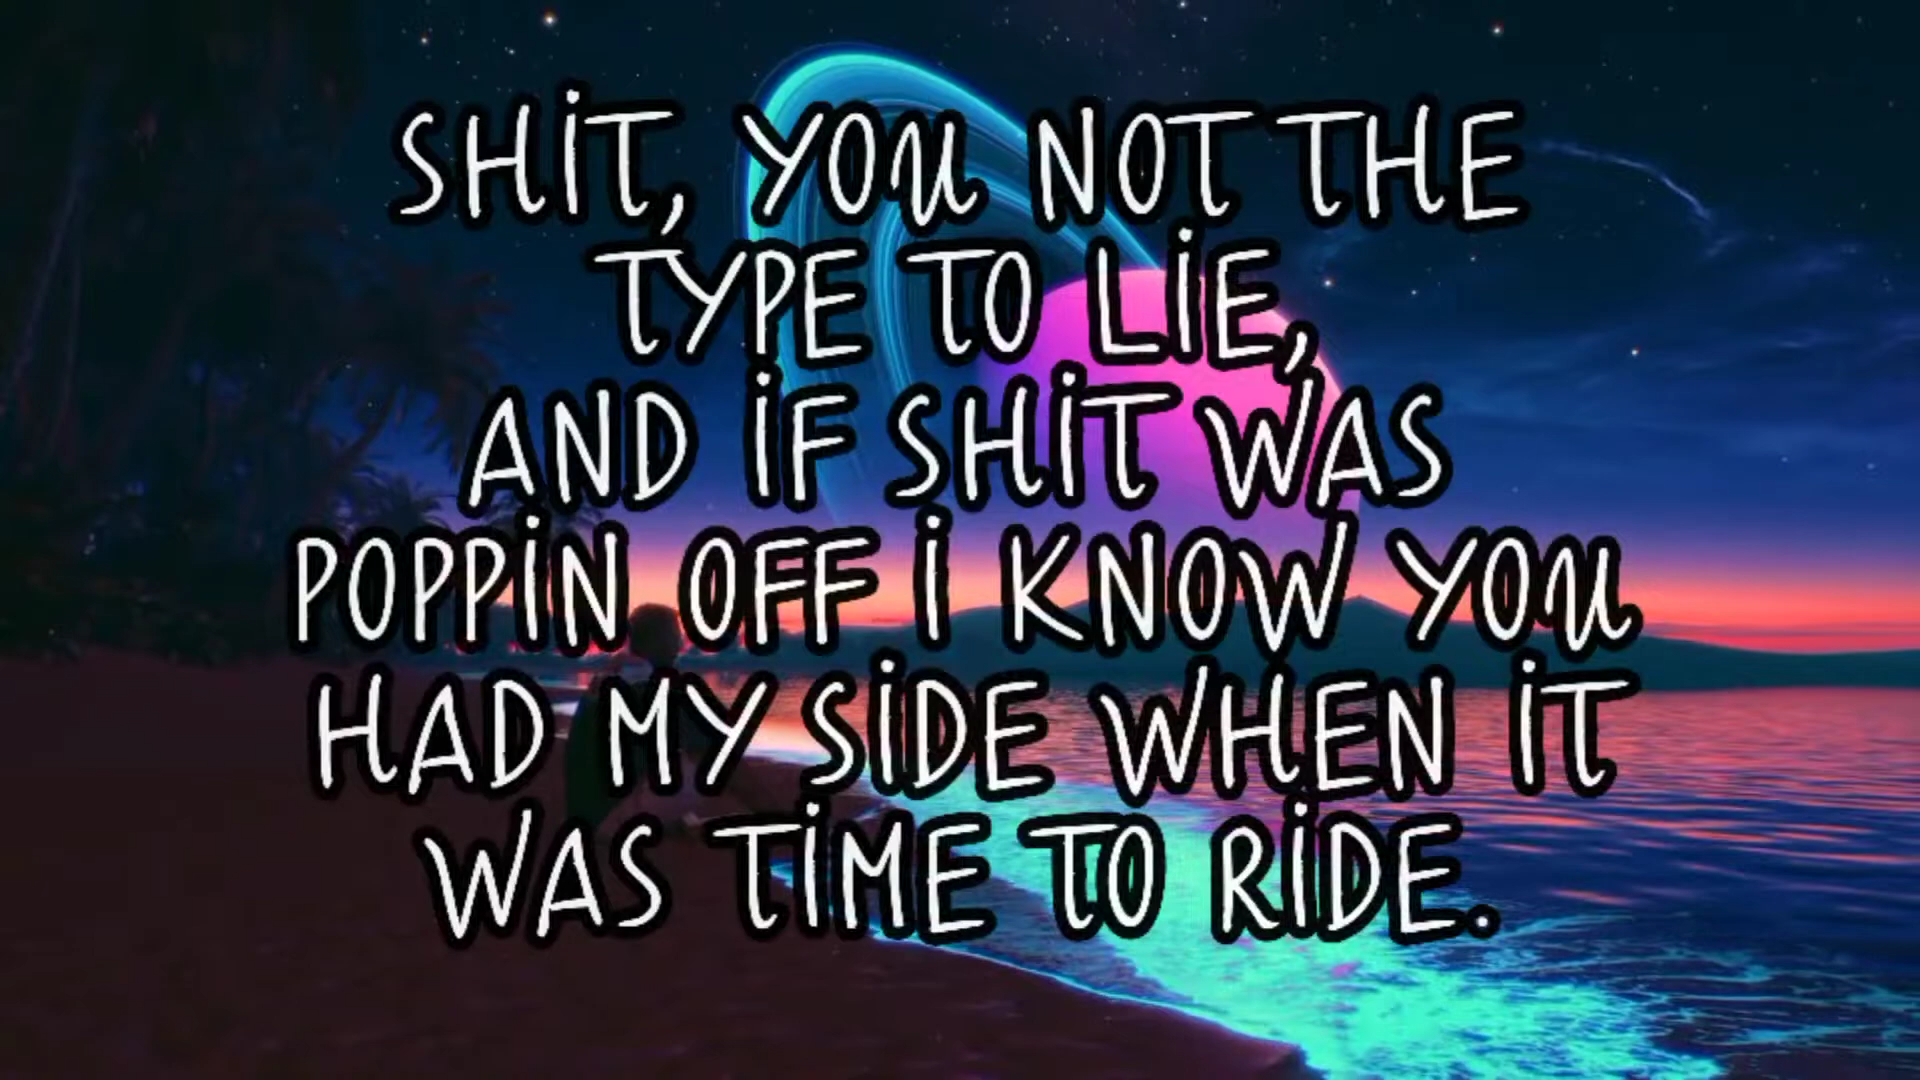 SHIT, YOU NOT THE
TYPE TO LIE,
AND IF SHIT WAS
POPPIN OFF I KNOW YOU
HAD MY SIDE WHEN IT
WAS TIME TO RIDE.